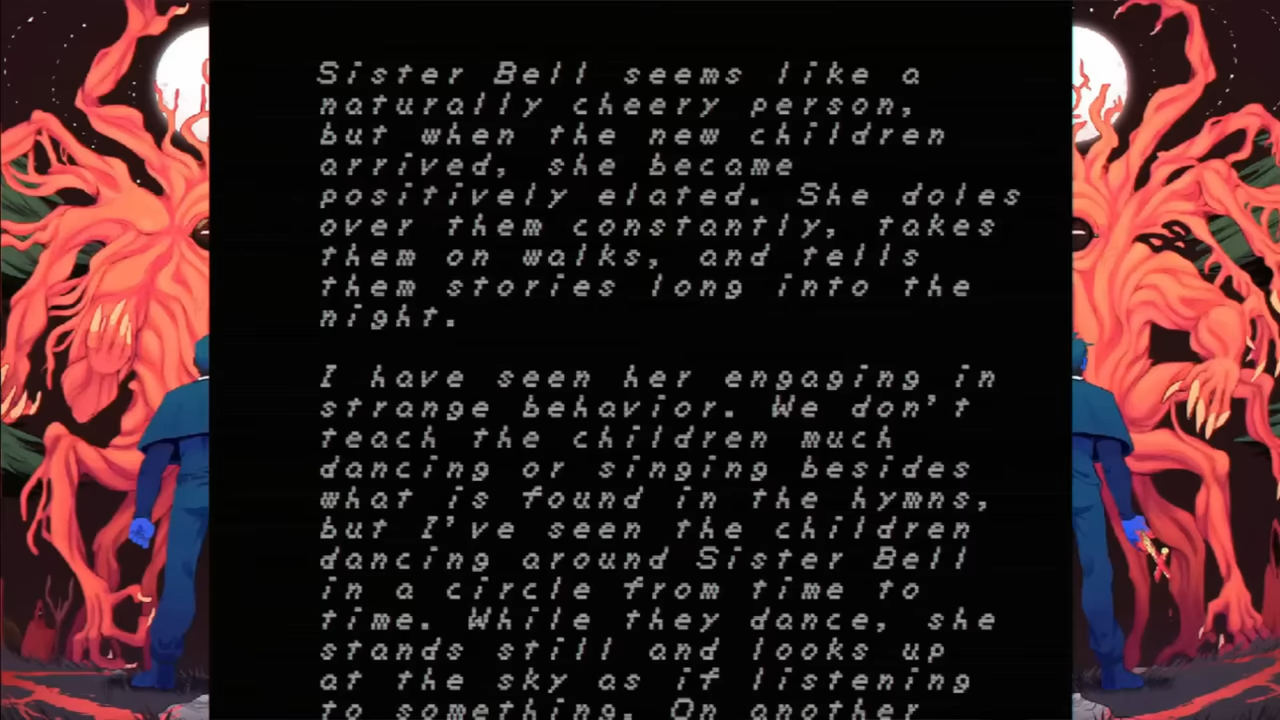 Sister Bell seems like a
naturally cheery person,
but when the new children
arrived, she became
positively elated. She doles
over them constantly, takes
them on walks, and tells
them stories long into the
night.
I have seen her engaging in
strange behavior. We don't
teach the children much
dancing or singing besides
what is found in the hymns,
but I've seen the children
dancing around Sister Bell
in a circle from time to
time. While they dance, she
stands still and looks up
at the sky as if listening
to something. On another